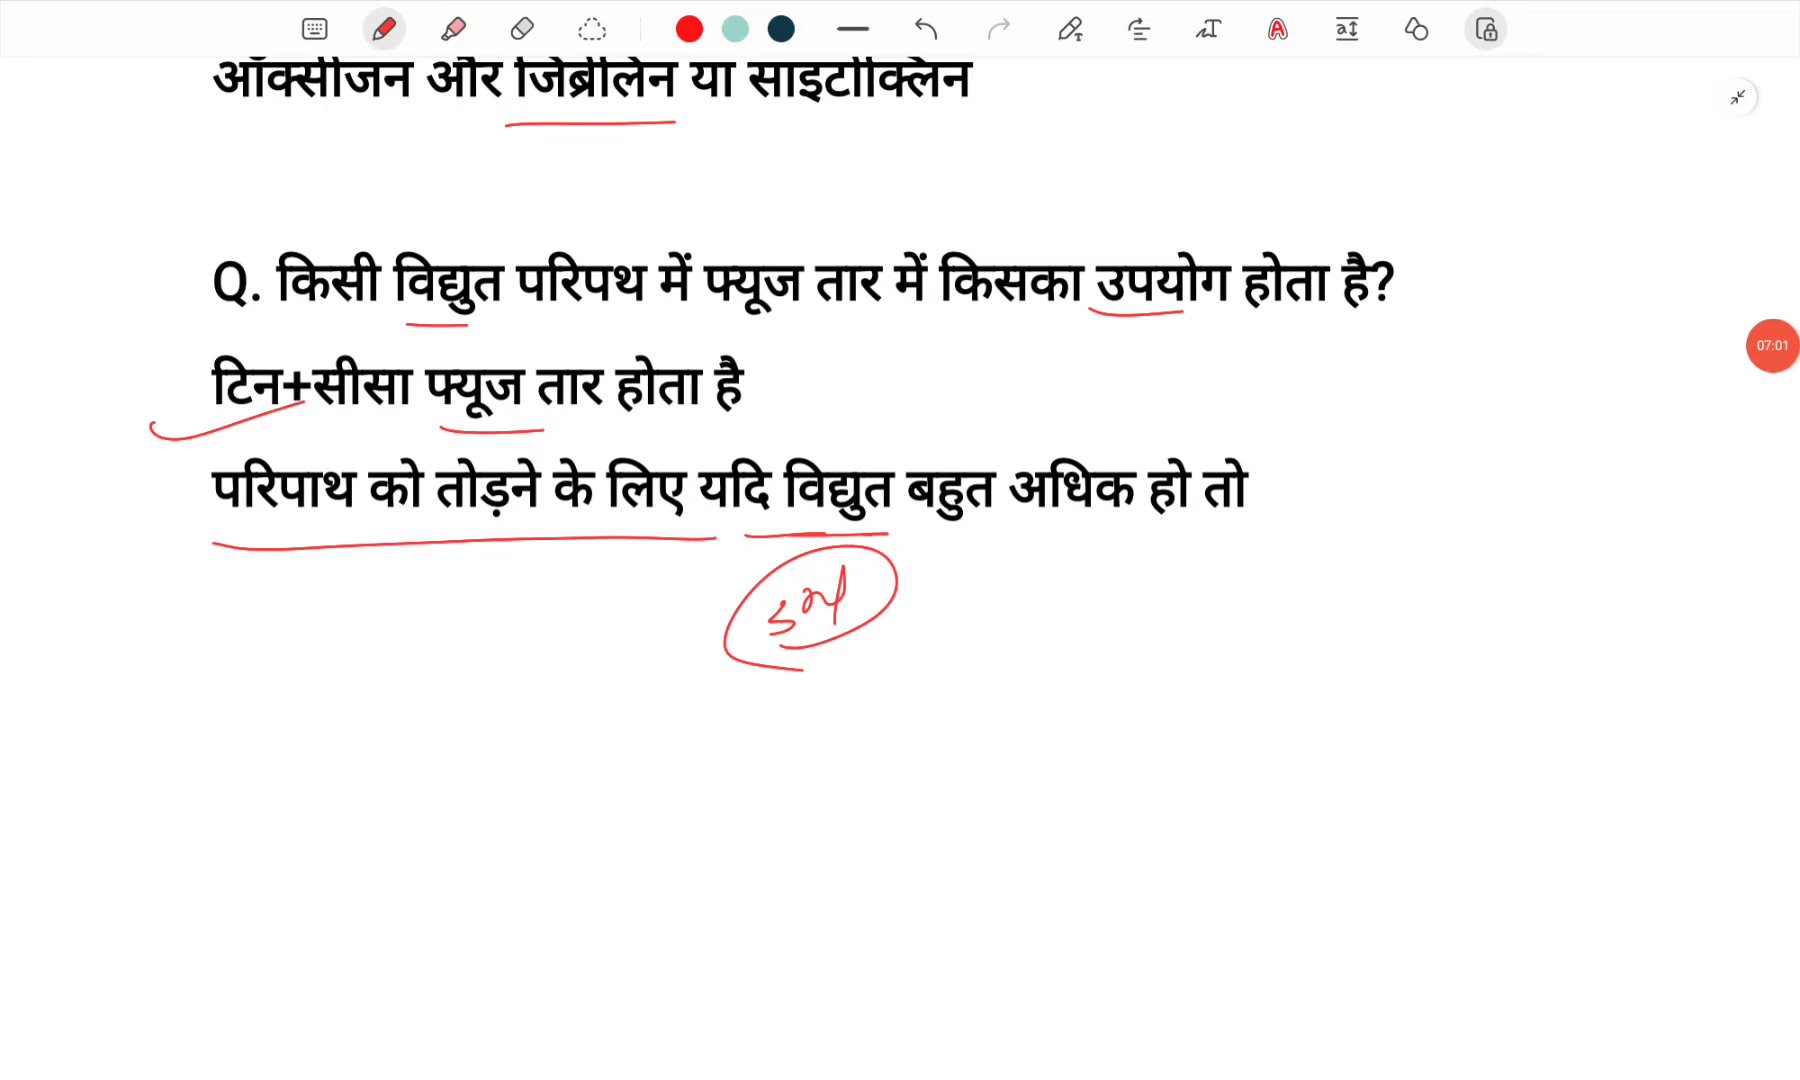 ऑक्सीजन और जिब्रेलिन या साइटोक्लिन
Q. किसी विद्युत परिपथ में फ्यूज तार में किसका उपयोग होता है?
07:01
टिन+सीसा फ्यूज तार होता है
परिपाथ को तोड़ने के लिए यदि विद्युत बहुत अधिक हो तो